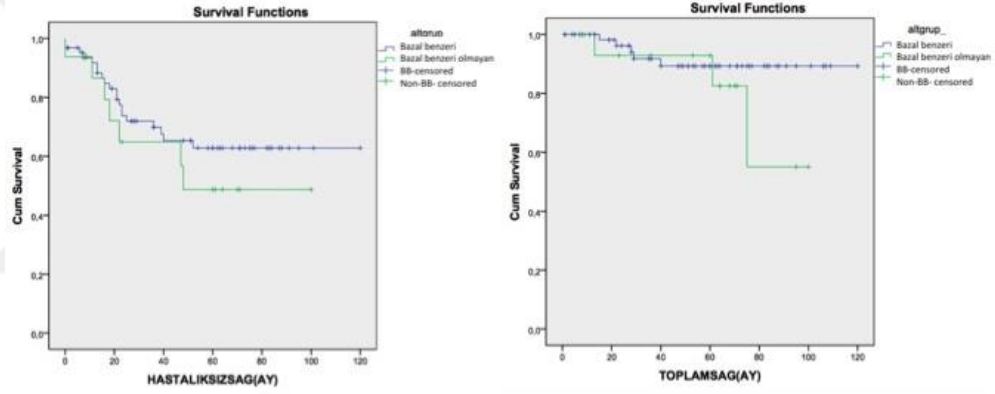 Survival Functions
altgrup
Bazal benzeri
Bazal benzeri olmayan
BB-censored
Non-BB- censored
Cum Survival
1,0
0,8
0,6
0,4
0,2
0,0
0 20 40 60 80 100 120
HASTALIKSIZSAG(AY)
Survival Functions
altgrup_
Bazal benzeri
Bazal benzeri olmayan
BB-censored
Non-BB- censored
Cum Survival
1,0
0,8
0,6
0,4
0,2
0,0
0 20 40 60 80 100 120
TOPLAMSAG(AY)